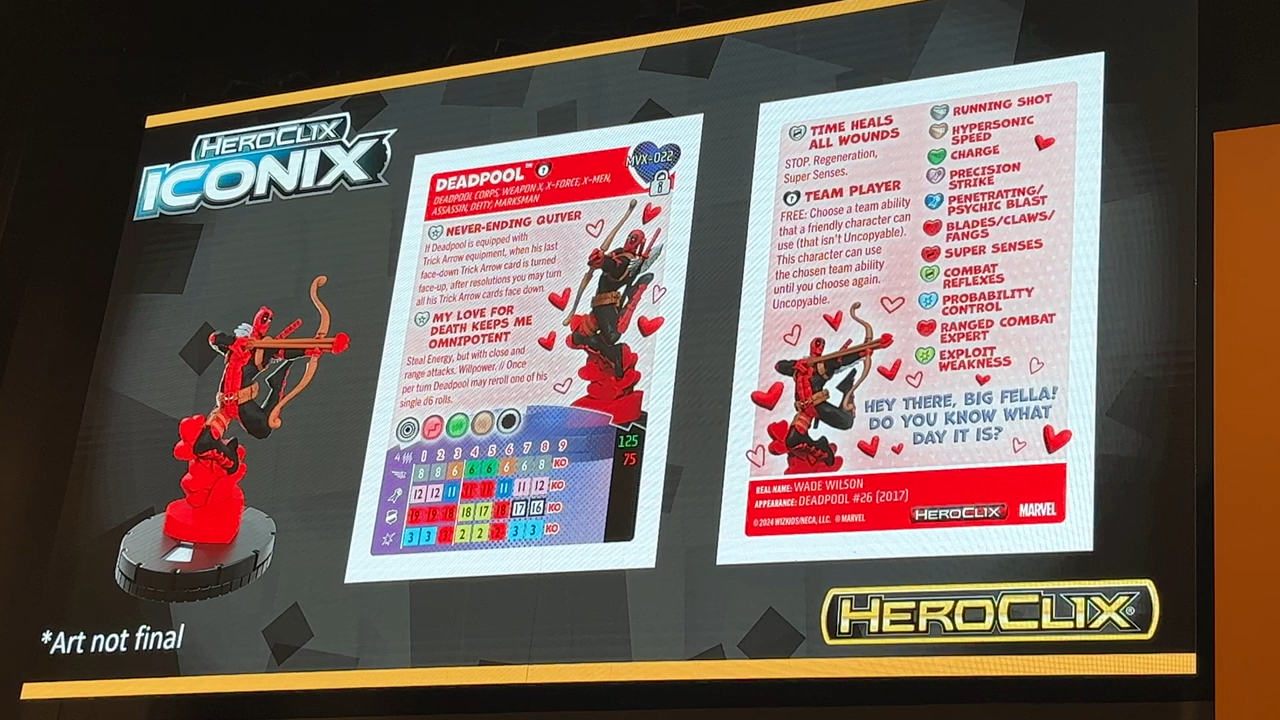 HEROCLIX
ICONIX
*Art not final
DEADPOOL™
MVX-022
8
DEADPOOL CORPS, WEAPON X, X-FORCE, X-MEN,
ASSASSIN, DEITY, MARKSMAN
NEVER-ENDING QUIVER
If Deadpool is equipped with
Trick Arrow equipment, when his last
face-down Trick Arrow card is turned
face-up, after resolutions you may turn
all his Trick Arrow cards face down.
MY LOVE FOR
DEATH KEEPS ME
OMNIPOTENT
Steal Energy, but with close and
range attacks. Willpower. // Once
per turn Deadpool may reroll one of his
single d6 rolls.
125
75
4 1 2 3 4 5 6 7 8 9
8 8 6 6 6 6 6 8 KO
12 12 11 11 11 11 11 12 KO
19 19 18 18 17 18 17 16 KO
3 3 3 2 2 2 3 3 KO
TIME HEALS
ALL WOUNDS
STOP. Regeneration,
Super Senses.
TEAM PLAYER
FREE: Choose a team ability
that a friendly character can
use (that isn't Uncopyable).
This character can use
the chosen team ability
until you choose again.
Uncopyable.
RUNNING SHOT
HYPERSONIC
SPEED
CHARGE
PRECISION
STRIKE
PENETRATING/
PSYCHIC BLAST
BLADES/CLAWS/
FANGS
SUPER SENSES
COMBAT
REFLEXES
PROBABILITY
CONTROL
RANGED COMBAT
EXPERT
EXPLOIT
WEAKNESS
HEY THERE, BIG FELLA!
DO YOU KNOW WHAT
DAY IT IS?
REAL NAME: WADE WILSON
APPEARANCE: DEADPOOL #26 (2017)
©2024 WIZKIDS/NECA, LLC. ©MARVEL
HEROCLIX
MARVEL
HEROCLIX®